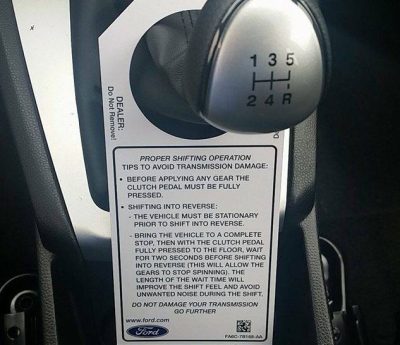 1 3 5
2 4 R
DEALER:
Do Not Remove!
PROPER SHIFTING OPERATION
TIPS TO AVOID TRANSMISSION DAMAGE:
• BEFORE APPLYING ANY GEAR THE
CLUTCH PEDAL MUST BE FULLY
PRESSED.
• SHIFTING INTO REVERSE:
- THE VEHICLE MUST BE STATIONARY
PRIOR TO SHIFT INTO REVERSE.
- BRING THE VEHICLE TO A COMPLETE
STOP, THEN WITH THE CLUTCH PEDAL
FULLY PRESSED TO THE FLOOR, WAIT
FOR TWO SECONDS BEFORE SHIFTING
INTO REVERSE (THIS WILL ALLOW THE
GEARS TO STOP SPINNING). THE
LENGTH OF THE WAIT TIME WILL
IMPROVE THE SHIFT FEEL AND AVOID
UNWANTED NOISE DURING THE SHIFT.
DO NOT DAMAGE YOUR TRANSMISSION
GO FURTHER
www.ford.com
Ford